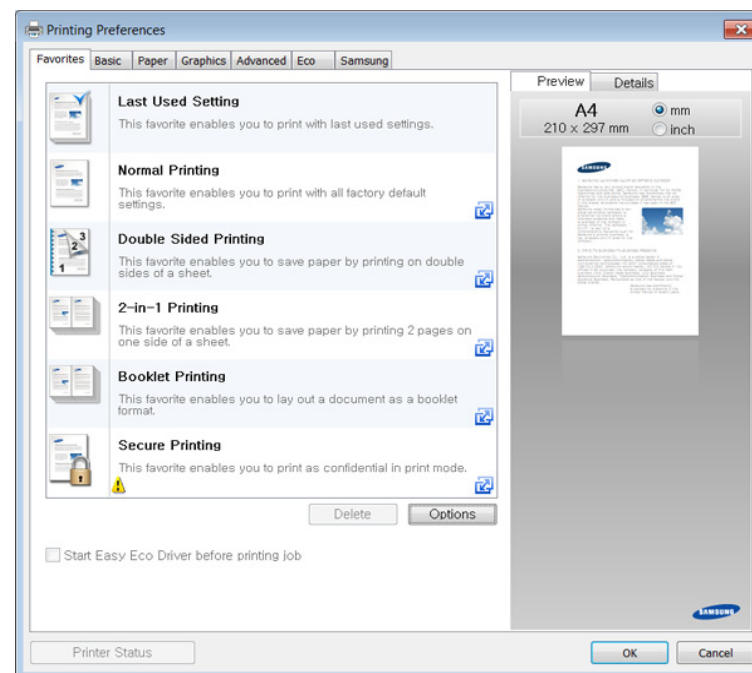 Printing Preferences
Favorites Basic Paper Graphics Advanced Eco Samsung
Last Used Setting
This favorite enables you to print with last used settings.
Normal Printing
This favorite enables you to print with all factory default
settings.
Double Sided Printing
This favorite enables you to save paper by printing on double
sides of a sheet.
2-in-1 Printing
This favorite enables you to save paper by printing 2 pages on
one side of a sheet.
Booklet Printing
This favorite enables you to lay out a document as a booklet
format.
Secure Printing
This favorite enables you to print as confidential in print mode.
Delete Options
Start Easy Eco Driver before printing job
Printer Status
Preview Details
A4
210 x 297 mm
mm
inch
SAMSUNG
SAMSUNG
OK Cancel
1 2 3